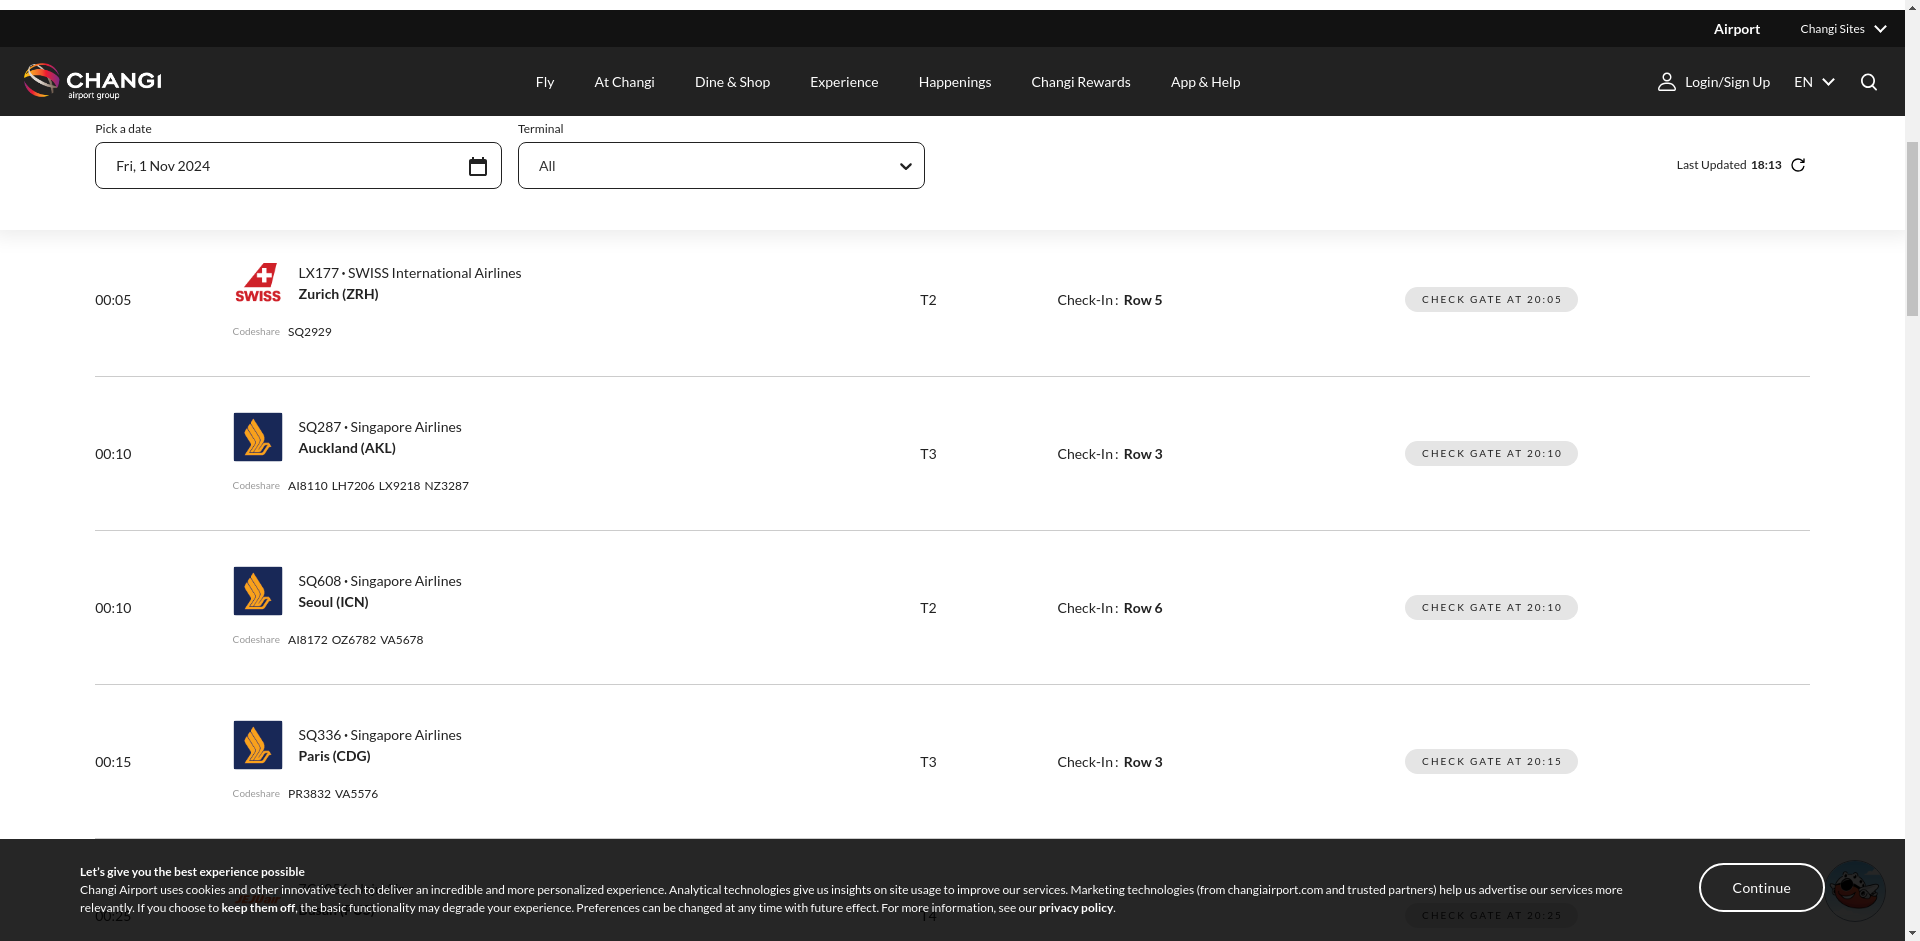 Airport Changi Sites
CHANGI
airport group
Fly At Changi Dine & Shop Experience Happenings Changi Rewards App & Help Login/Sign Up EN
Pick a date Terminal
Fri, 1 Nov 2024 All Last Updated 18:13
LX177 • SWISS International Airlines
SWISS Zurich (ZRH)
00:05 T2 Check-In : Row 5 CHECK GATE AT 20:05
Codeshare SQ2929
SQ287 • Singapore Airlines
Auckland (AKL)
00:10 T3 Check-In : Row 3 CHECK GATE AT 20:10
Codeshare AI8110 LH7206 LX9218 NZ3287
SQ608 • Singapore Airlines
Seoul (ICN)
00:10 T2 Check-In : Row 6 CHECK GATE AT 20:10
Codeshare AI8172 OZ6782 VA5678
SQ336 • Singapore Airlines
Paris (CDG)
00:15 T3 Check-In : Row 3 CHECK GATE AT 20:15
Codeshare PR3832 VA5576
Let's give you the best experience possible
Changi Airport uses cookies and other innovative tech to deliver an incredible and more personalized experience. Analytical technologies give us insights on site usage to improve our services. Marketing technologies (from changiairport.com and trusted partners) help us advertise our services more
relevantly. If you choose to keep them off, the basic functionality may degrade your experience. Preferences can be changed at any time with future effect. For more information, see our privacy policy.
Continue
00:25 T4 CHECK GATE AT 20:25